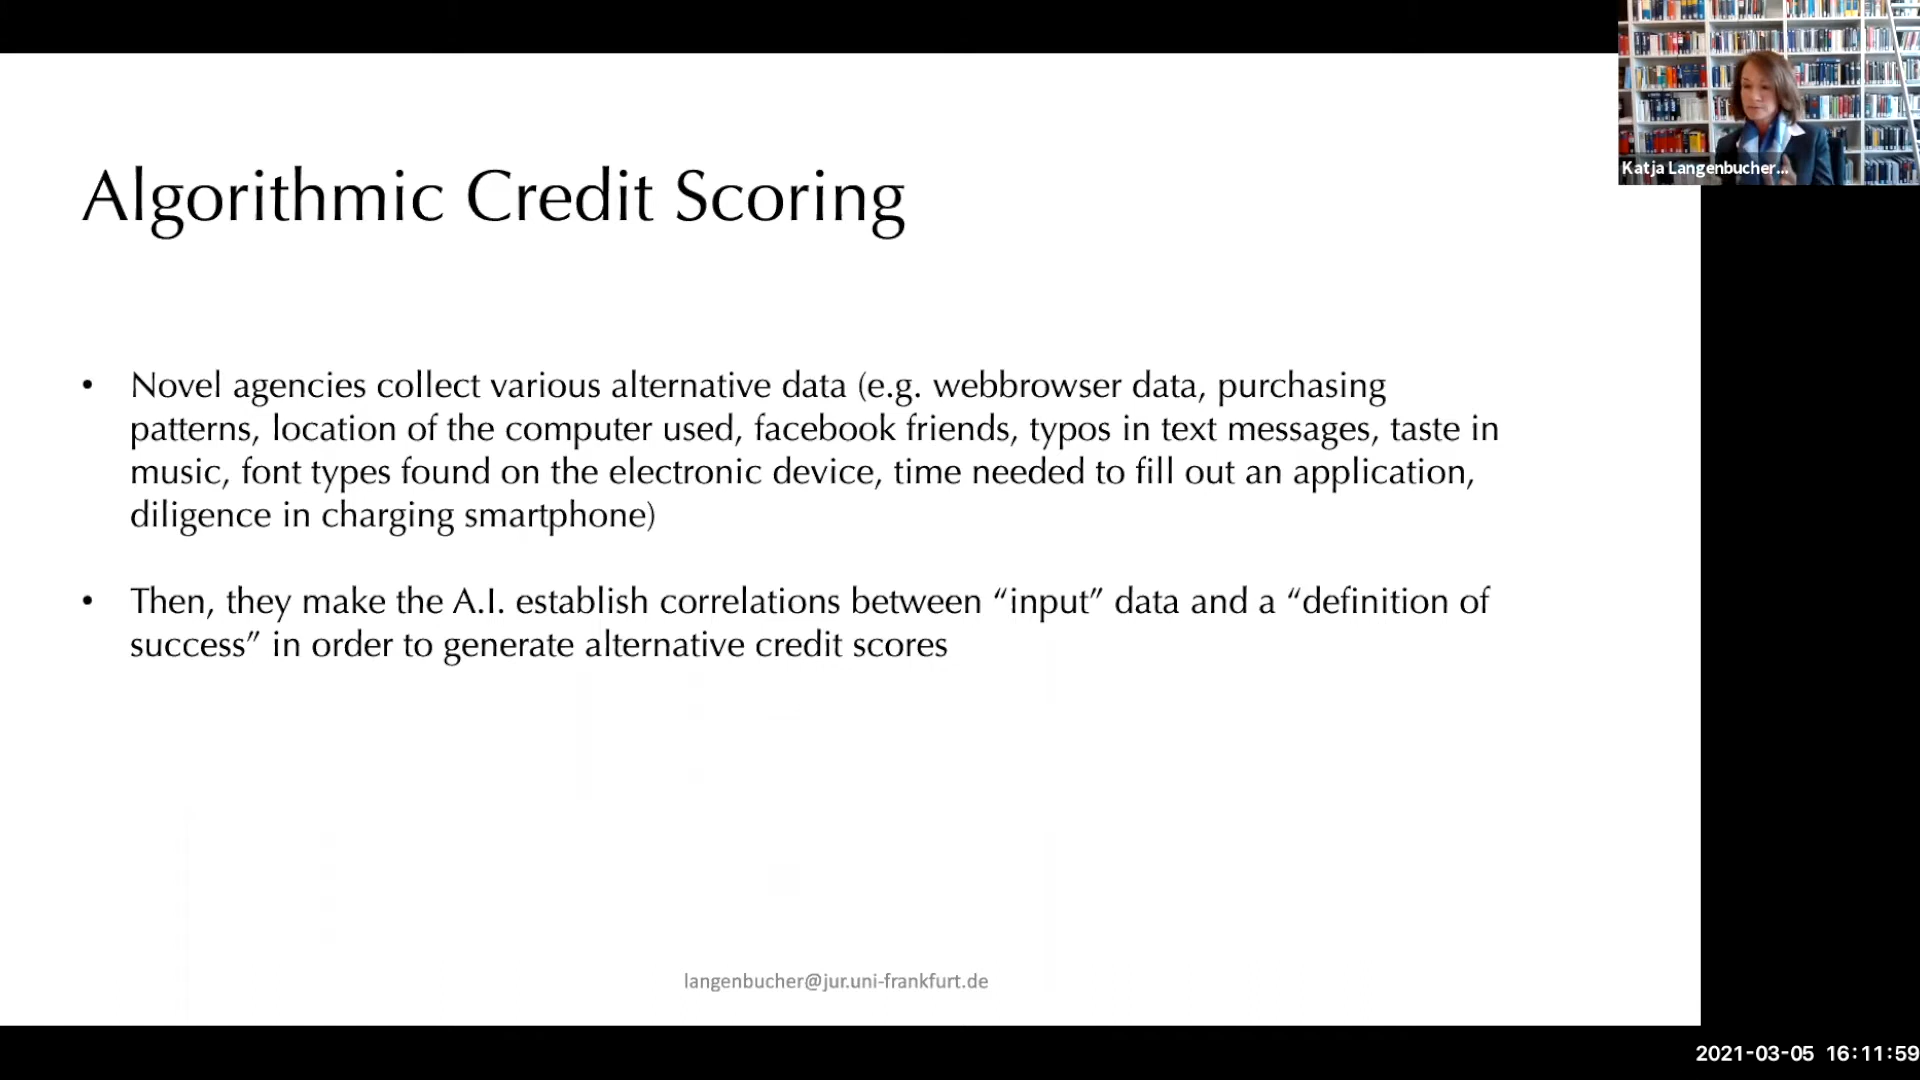 Katja Langenbucher...
Algorithmic Credit Scoring
• Novel agencies collect various alternative data (e.g. webbrowser data, purchasing
patterns, location of the computer used, facebook friends, typos in text messages, taste in
music, font types found on the electronic device, time needed to fill out an application,
diligence in charging smartphone)
• Then, they make the A.I. establish correlations between “input” data and a “definition of
success” in order to generate alternative credit scores
langenbucher@jur.uni-frankfurt.de
2021-03-05 16:11:59